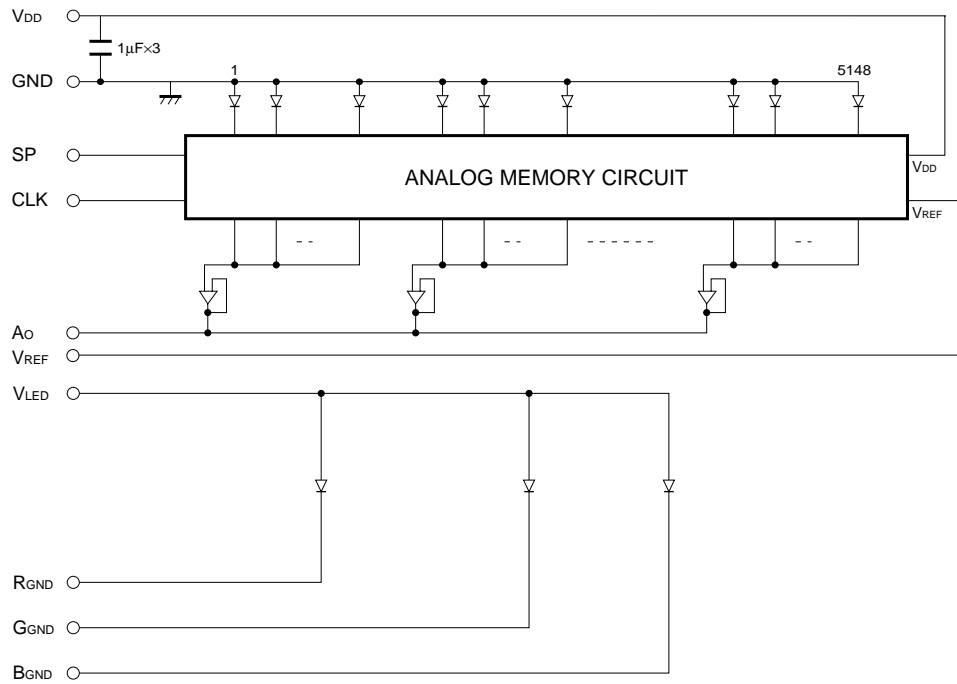 VDD
1μF×3
GND
1
5148
SP
ANALOG MEMORY CIRCUIT
VDD
CLK
VREF
AO
VREF
VLED
RGND
GGND
BGND